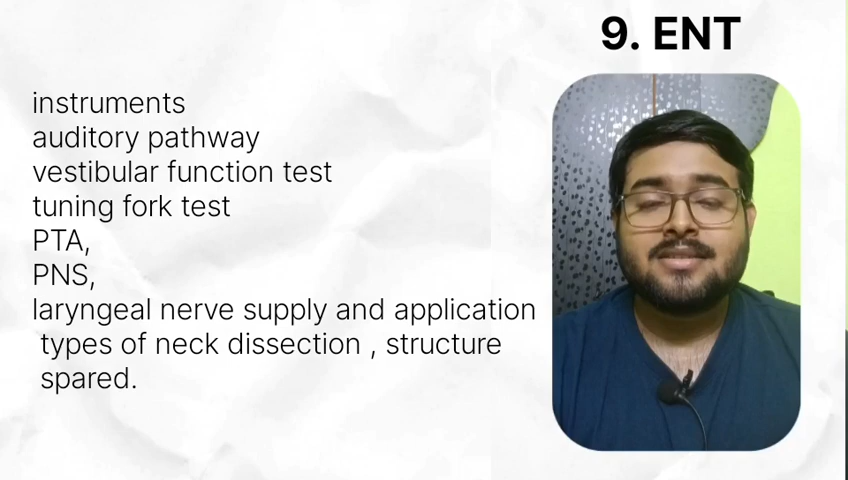 9. ENT
instruments
auditory pathway
vestibular function test
tuning fork test
PTA,
PNS,
laryngeal nerve supply and application
types of neck dissection , structure
spared.